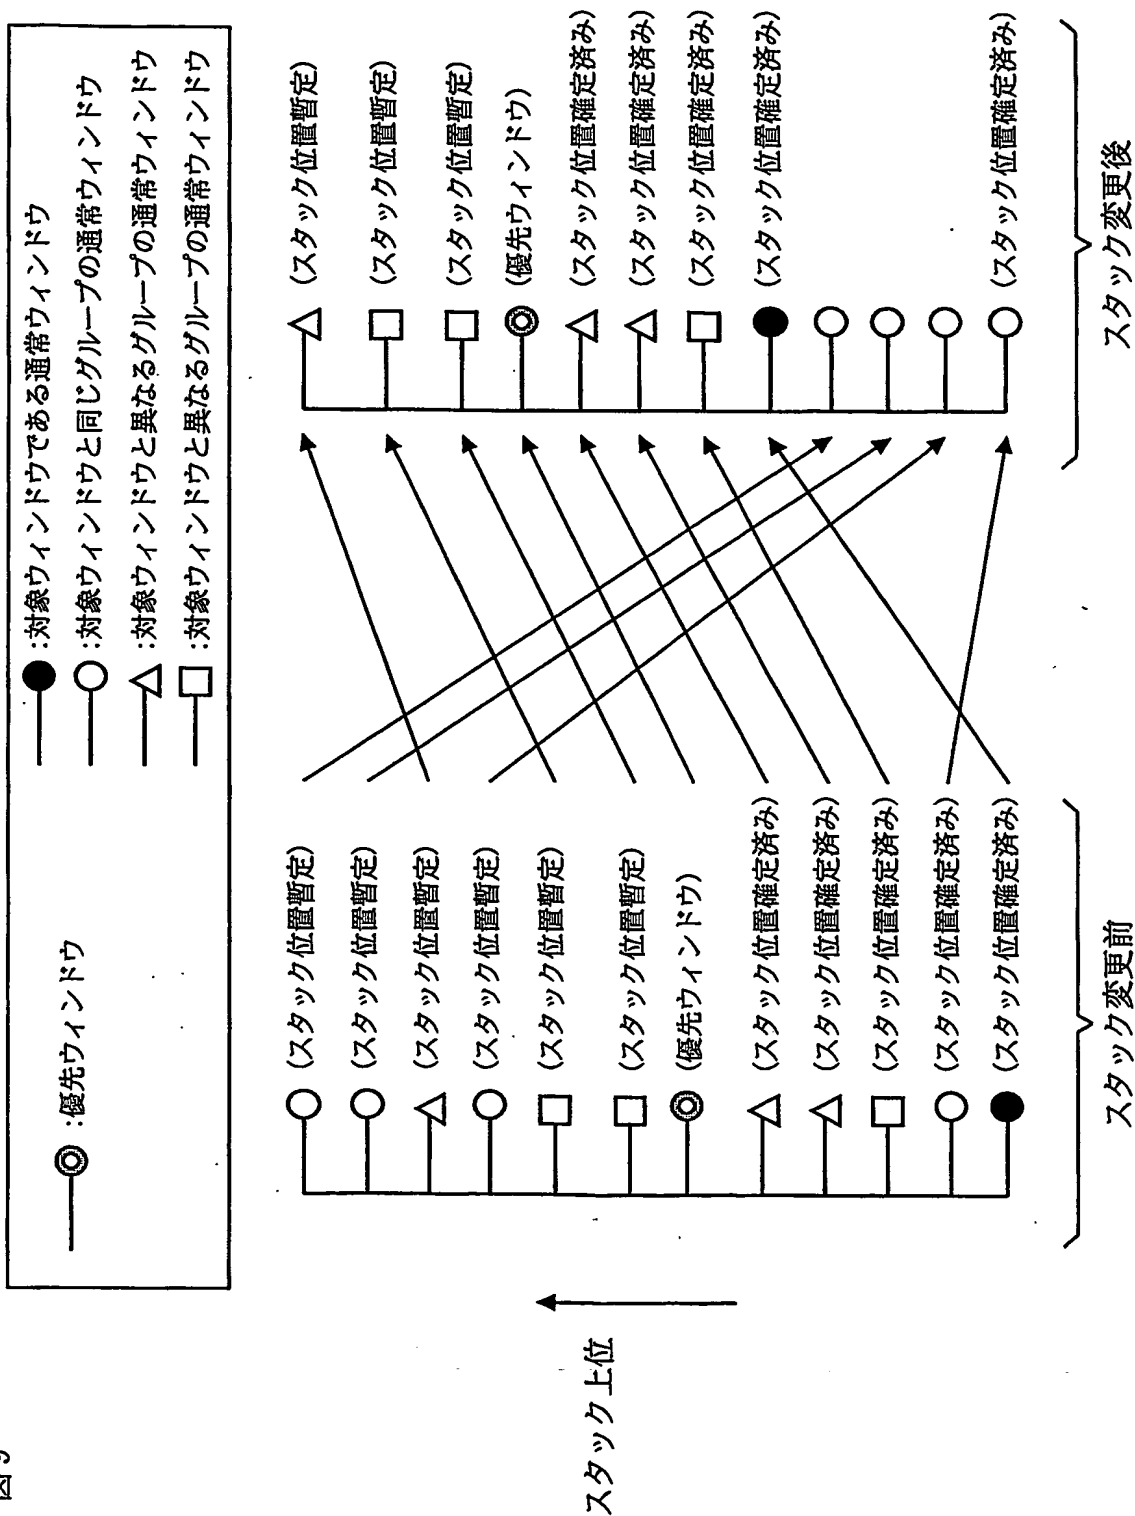 図9
◎:優先ウィンドウ
●:対象ウィンドウである通常ウィンドウ
○:対象ウィンドウと同じグループの通常ウィンドウ
△:対象ウィンドウと異なるグループの通常ウィンドウ
□:対象ウィンドウと異なるグループの通常ウィンドウ
スタック上位
(スタック位置暫定)
(スタック位置暫定)
(スタック位置暫定)
(スタック位置暫定)
(スタック位置暫定)
(スタック位置暫定)
(優先ウィンドウ)
(スタック位置確定済み)
(スタック位置確定済み)
(スタック位置確定済み)
(スタック位置確定済み)
(スタック位置確定済み)
スタック変更前
(スタック位置暫定)
(スタック位置暫定)
(スタック位置暫定)
(優先ウィンドウ)
(スタック位置確定済み)
(スタック位置確定済み)
(スタック位置確定済み)
(スタック位置確定済み)
(スタック位置確定済み)
スタック変更後